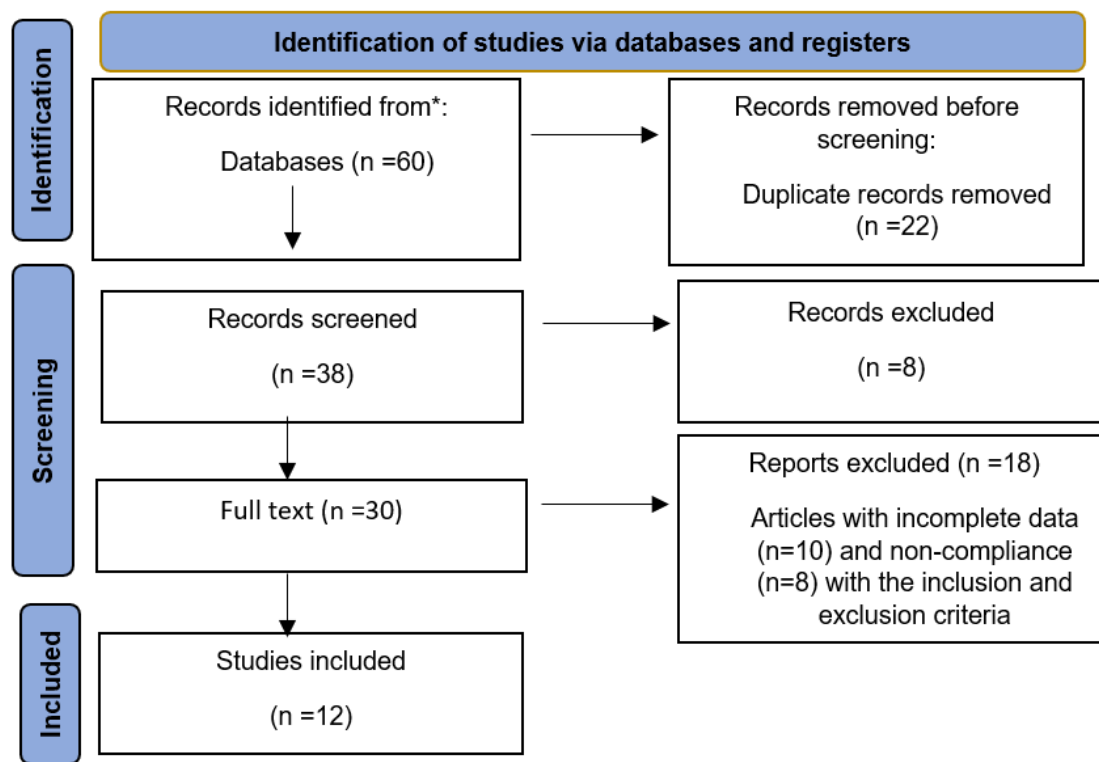 Identification of studies via databases and registers
Identification
Records identified from*:
Databases (n =60)
Records removed before
screening:
Duplicate records removed
(n =22)
Screening
Records screened
(n =38)
Records excluded
(n =8)
Full text (n =30)
Reports excluded (n =18)
Articles with incomplete data
(n=10) and non-compliance
(n=8) with the inclusion and
exclusion criteria
Included
Studies included
(n =12)